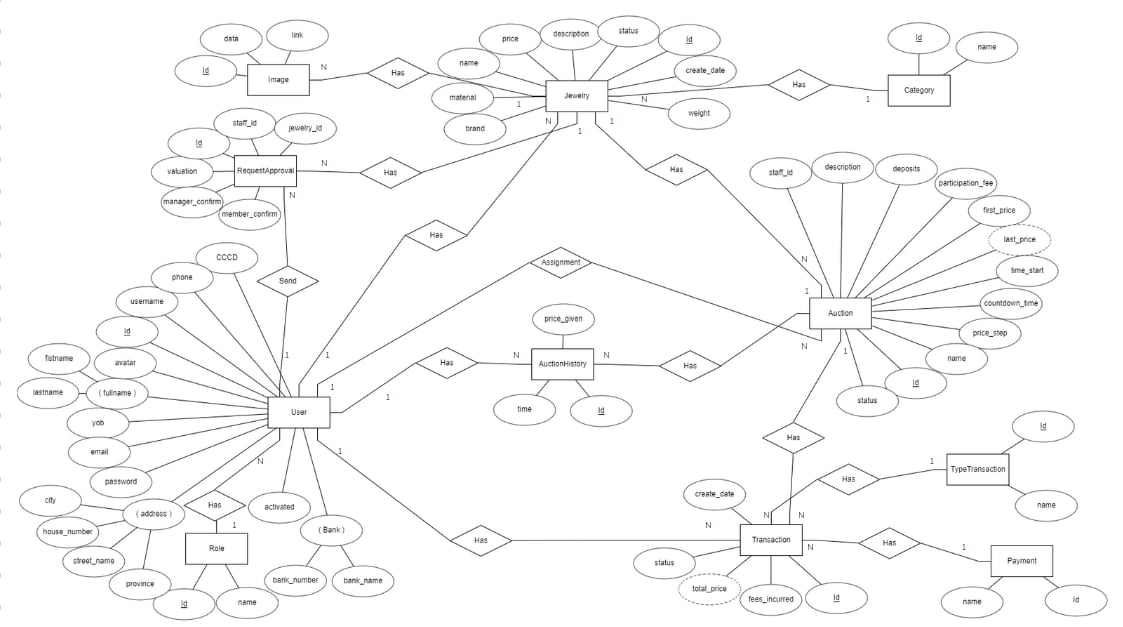 data
link
Id
Image
N
Has
price
description
status
Id
name
create_date
material
1
Jewelry
N
weight
brand
N
1
1
Has
1
Id
name
Category
staff_id
jewelry_id
Id
valuation
RequestApproval
N
Has
manager_confirm
member_confirm
N
Has
staff_id
description
deposits
participation_fee
first_price
last_price
time_start
countdown_time
price_step
name
Id
status
N
1
Auction
N
1
Has
Send
Assignment
CCCD
phone
username
Id
avatar
fistname
lastname
( fullname )
yob
email
password
1
1
1
User
1
N
1
Has
N
price_given
AuctionHistory
N
Has
time
Id
city
house_number
street_name
province
( address )
Has
1
Role
Id
name
activated
( Bank )
bank_number
bank_name
Has
Has
create_date
N
N
N
Transaction
N
status
total_price
fees_incurred
Id
Has
1
TypeTransaction
Id
name
Has
1
Payment
name
Id